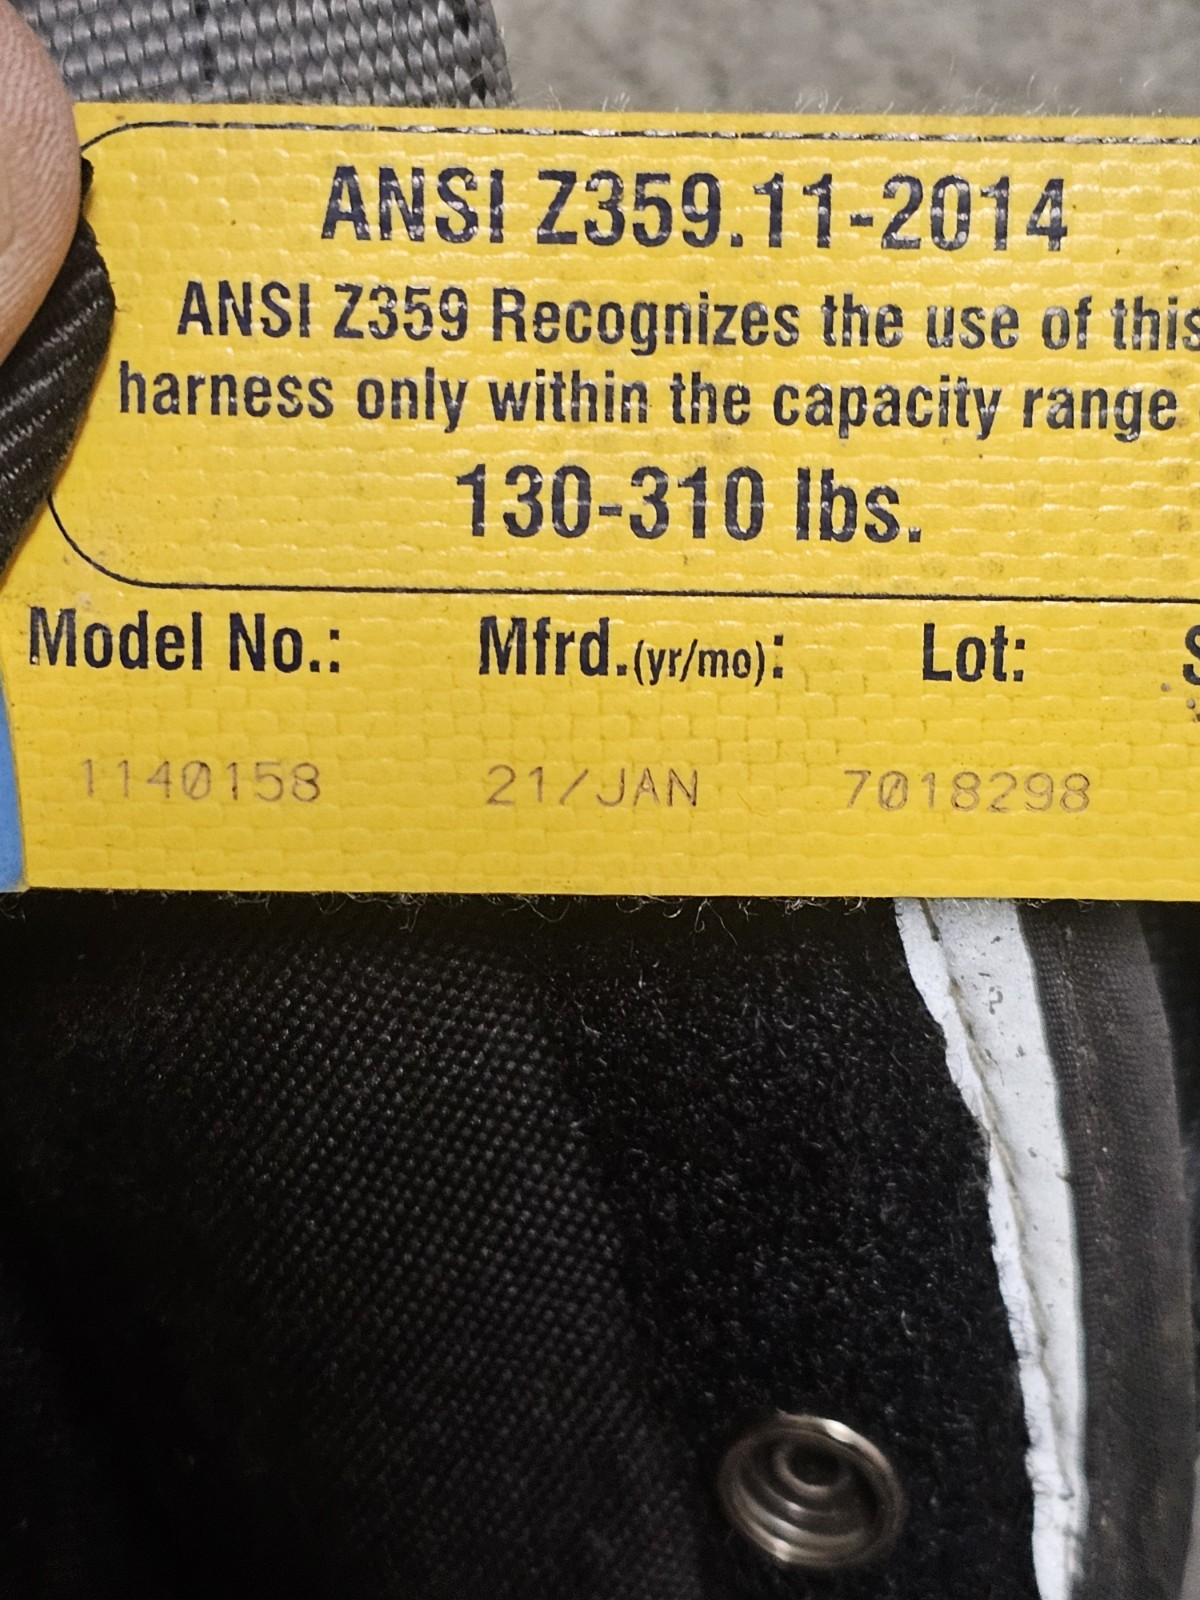 ANSI Z359.11-2014
ANSI Z359 Recognizes the use of this
harness only within the capacity range
130-310 lbs.
Model No.: Mfrd.(yr/mo): Lot:
1140158 21/JAN 7018298